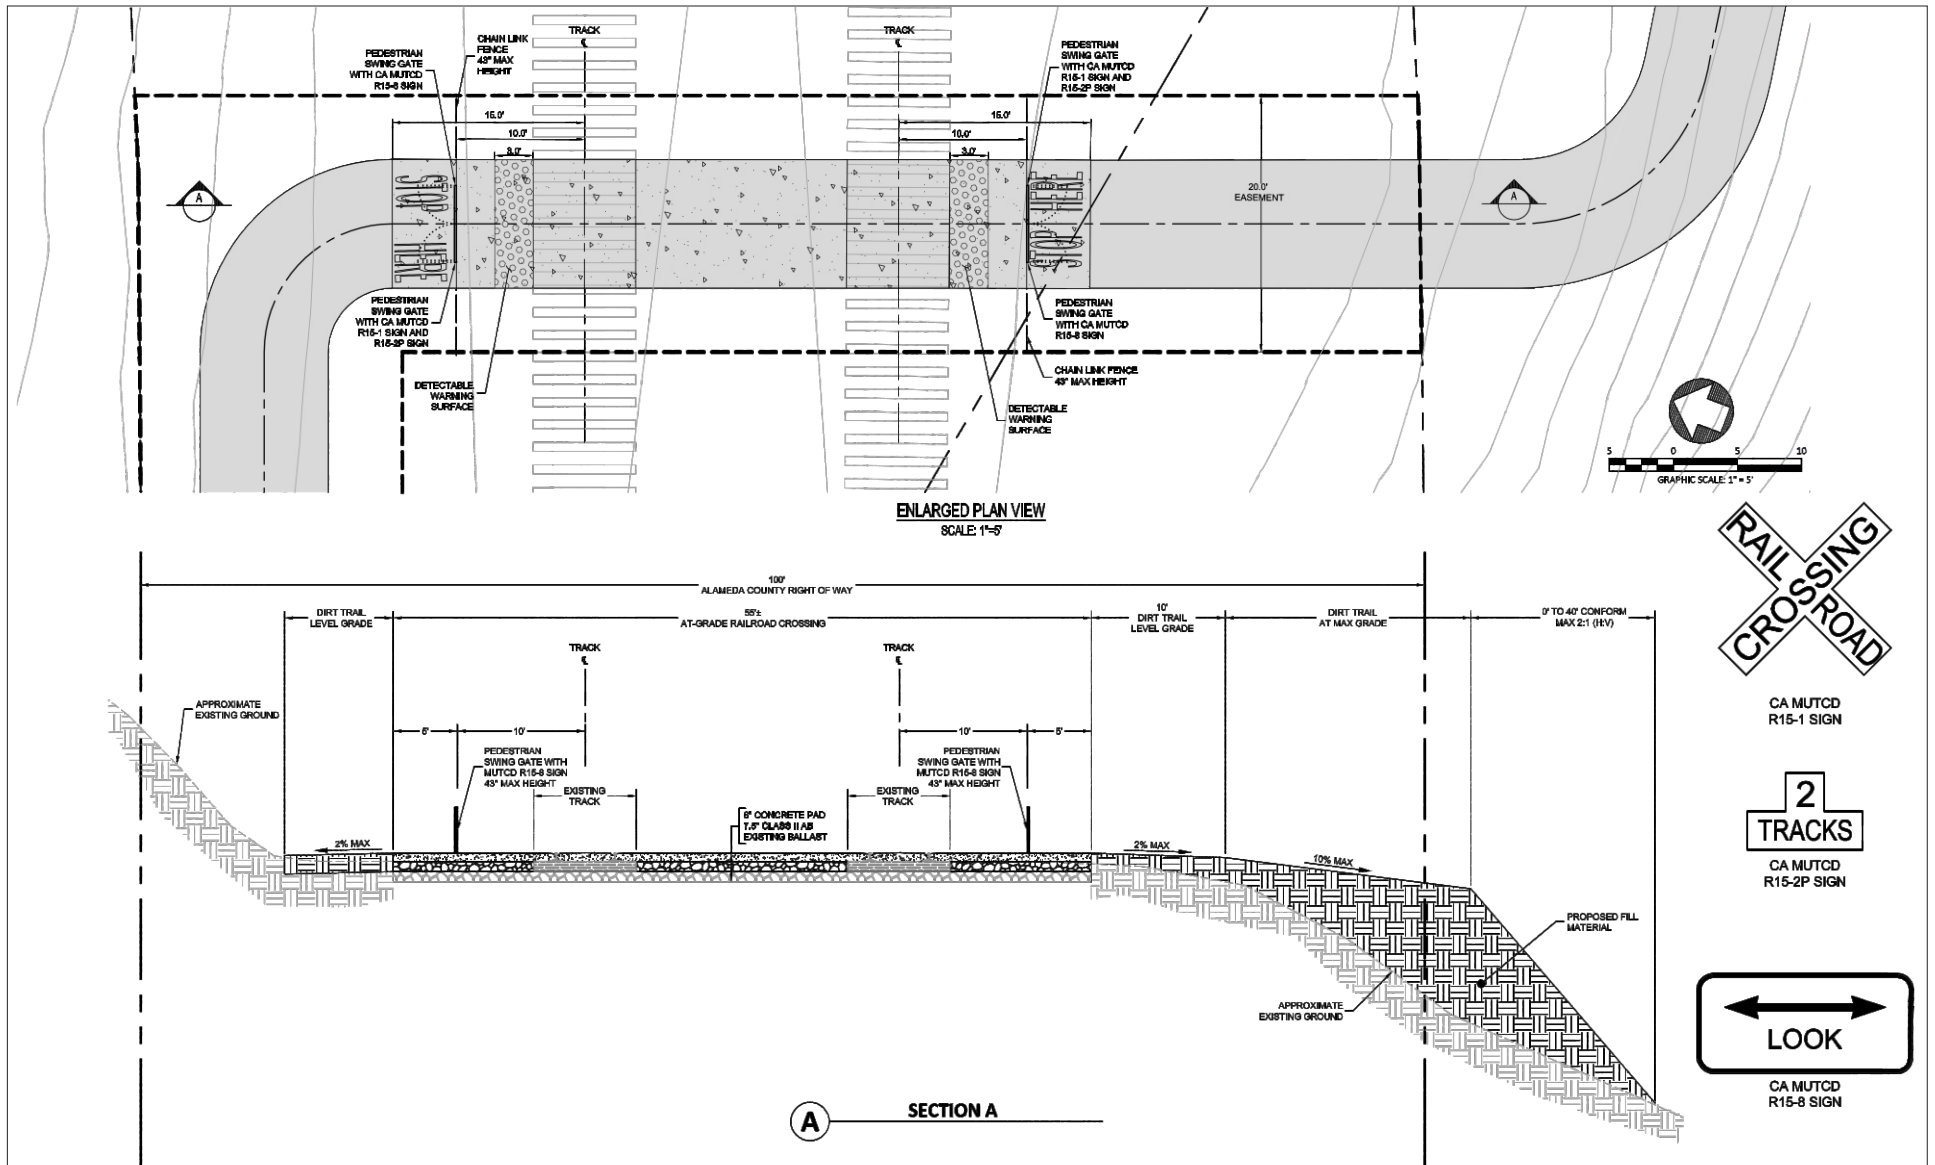 TRACK
℄
TRACK
℄
PEDESTRIAN
SWING GATE
WITH CA MUTCD
R15-8 SIGN
CHAIN LINK
FENCE
43" MAX
HEIGHT
PEDESTRIAN
SWING GATE
WITH CA MUTCD
R15-1 SIGN AND
R15-2P SIGN
15.0'
10.0'
3.0'
15.0'
10.0'
3.0'
A
STOP HERE
STOP HERE
20.0'
EASEMENT
A
PEDESTRIAN
SWING GATE
WITH CA MUTCD
R15-1 SIGN AND
R15-2P SIGN
PEDESTRIAN
SWING GATE
WITH CA MUTCD
R15-8 SIGN
DETECTABLE
WARNING
SURFACE
CHAIN LINK FENCE
43" MAX HEIGHT
DETECTABLE
WARNING
SURFACE
5 0 5 10
GRAPHIC SCALE: 1" = 5'
ENLARGED PLAN VIEW
SCALE: 1"=5'
RAILROAD
CROSSING
CA MUTCD
R15-1 SIGN
2
TRACKS
CA MUTCD
R15-2P SIGN
LOOK
CA MUTCD
R15-8 SIGN
100'
ALAMEDA COUNTY RIGHT OF WAY
DIRT TRAIL
LEVEL GRADE
55'±
AT-GRADE RAILROAD CROSSING
10'
DIRT TRAIL
LEVEL GRADE
DIRT TRAIL
AT MAX GRADE
0' TO 40' CONFORM
MAX 2:1 (H:V)
TRACK
℄
TRACK
℄
APPROXIMATE
EXISTING GROUND
5'
10'
10'
5'
PEDESTRIAN
SWING GATE WITH
MUTCD R15-8 SIGN
43" MAX HEIGHT
PEDESTRIAN
SWING GATE WITH
MUTCD R15-8 SIGN
43" MAX HEIGHT
EXISTING
TRACK
EXISTING
TRACK
6" CONCRETE PAD
7.5" CLASS II AB
EXISTING BALLAST
2% MAX
2% MAX
10% MAX
PROPOSED FILL
MATERIAL
APPROXIMATE
EXISTING GROUND
A
SECTION A